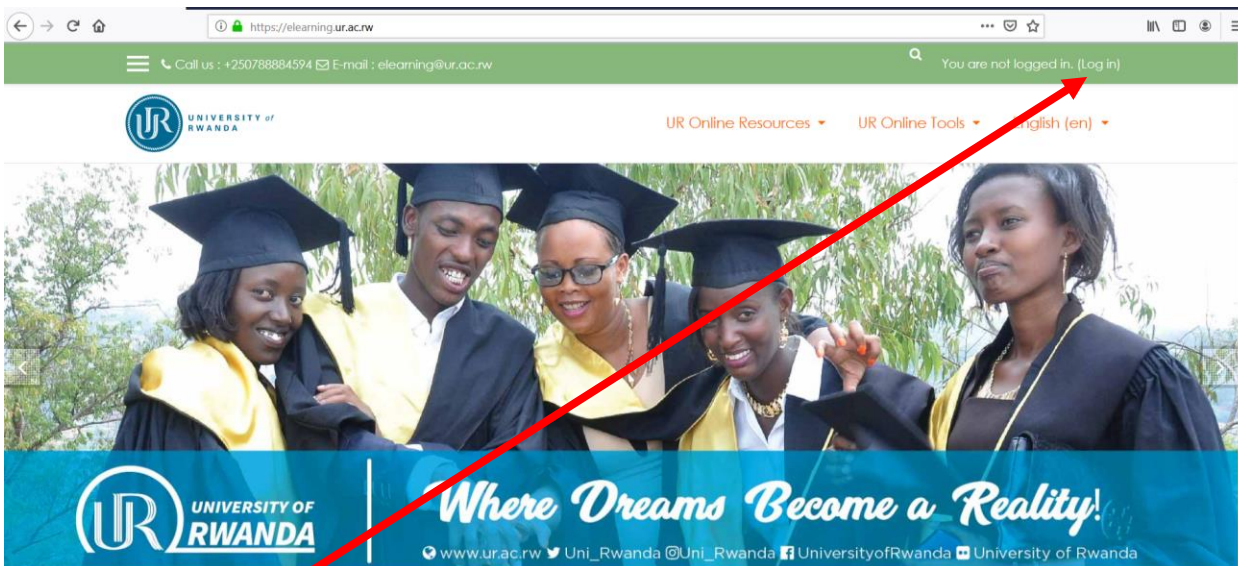 https://elearning.ur.ac.rw
Call us : +250788884594 E-mail : elearning@ur.ac.rw
You are not logged in. (Log in)
UR
UNIVERSITY of
RWANDA
UR Online Resources
UR Online Tools
English (en)
UR
UNIVERSITY OF
RWANDA
Where Dreams Become a Reality!
www.ur.ac.rw Uni_Rwanda @Uni_Rwanda UniversityofRwanda University of Rwanda